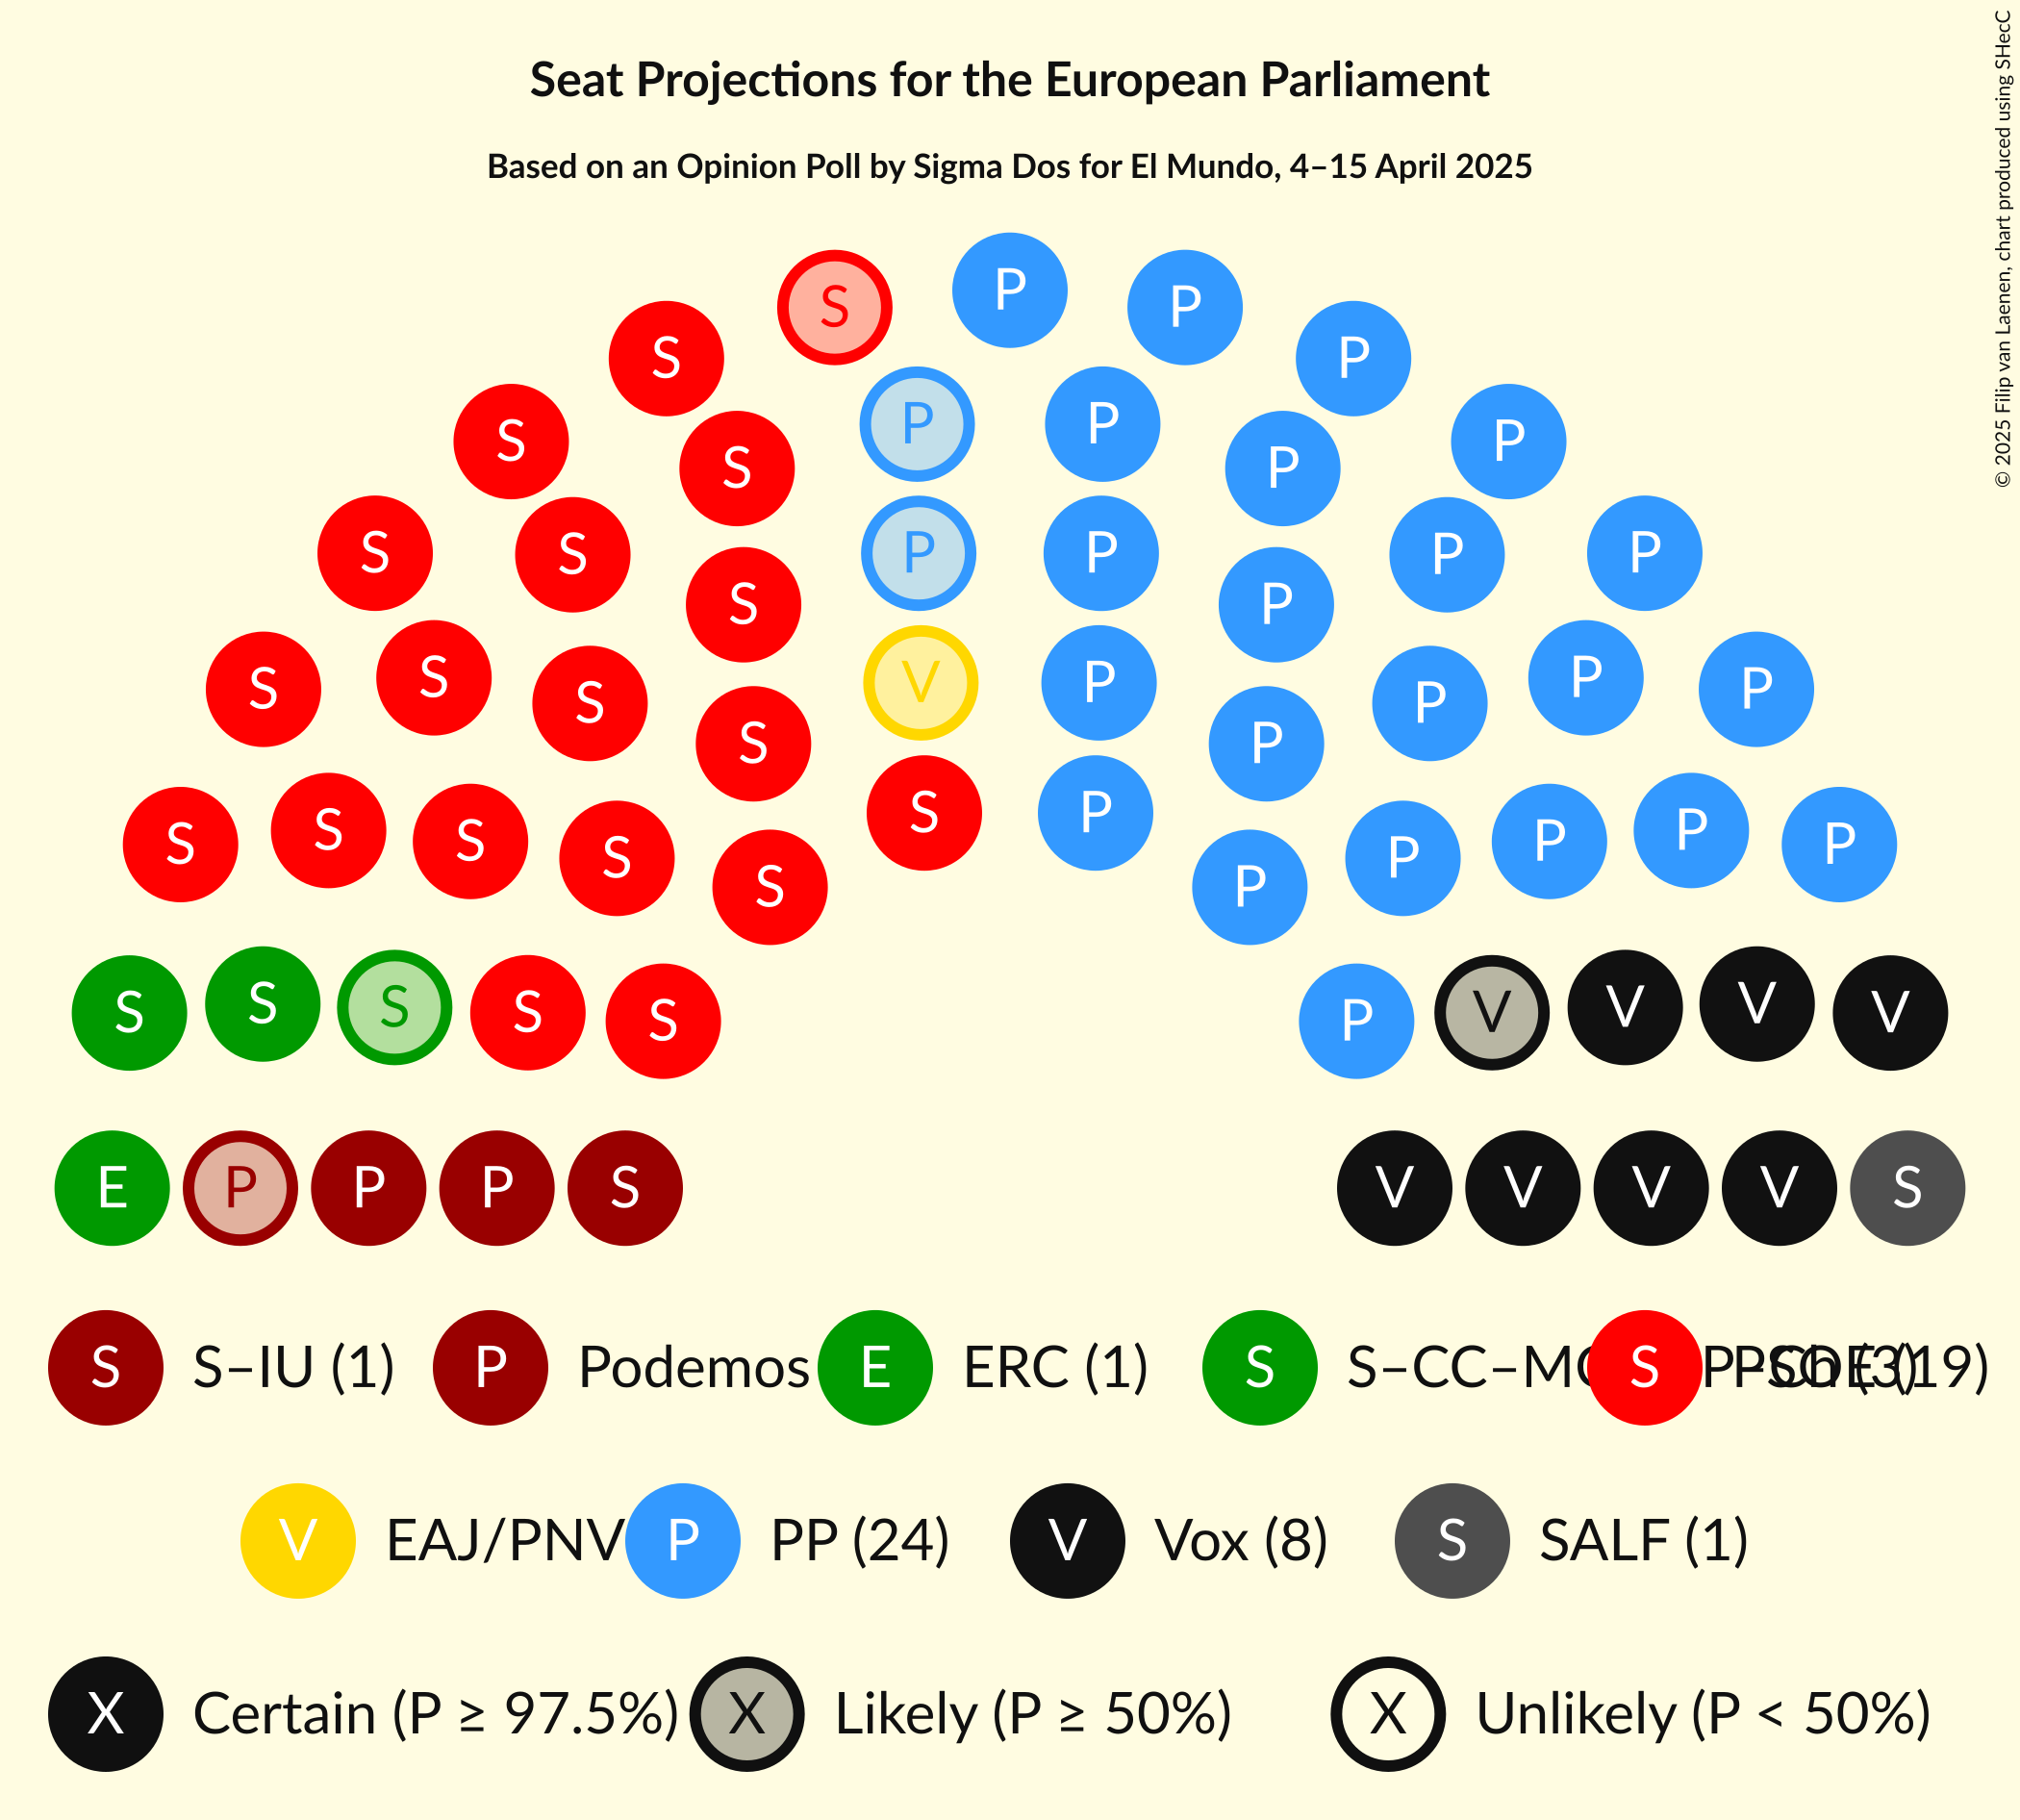 Seat Projections for the European Parliament
Based on an Opinion Poll by Sigma Dos for El Mundo, 4–15 April 2025
© 2025 Filip van Laenen, chart produced using SHecC
P
S P P
S P
P P
S P
S S P
P P
S S P P
S P
S S P P
S V P P
S P
S P
S P
S S S P P P
S P
S S V V
S S S P V V
E P P P S V V V V S
S S–IU (1) P Podemos E ERC (1) S S–CC–M S PSOE (19)
V EAJ/PNV P PP (24) V Vox (8) S SALF (1)
X Certain (P ≥ 97.5%) X Likely (P ≥ 50%) X Unlikely (P < 50%)